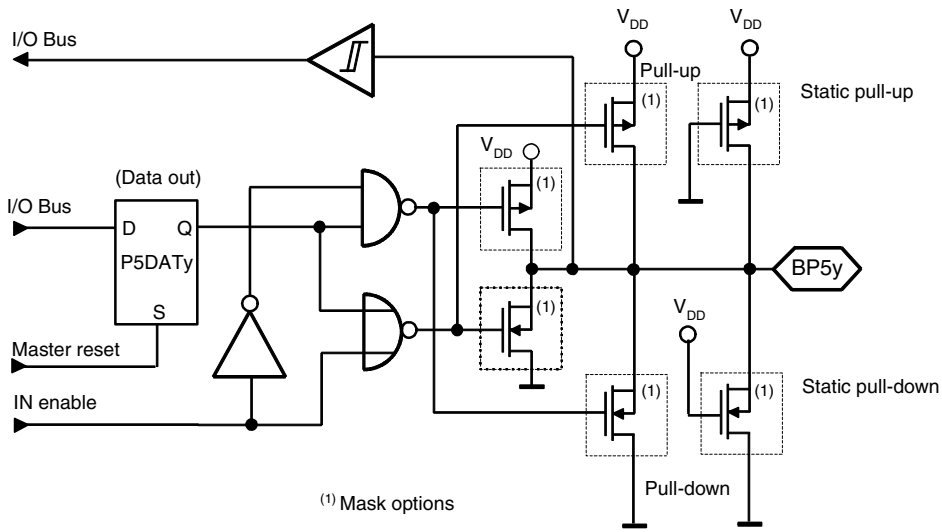 V_DD
V_DD
I/O Bus
Pull-up
(1)
(1)
Static pull-up
V_DD
(1)
(Data out)
I/O Bus
D
Q
P5DATy
S
BP5y
(1)
V_DD
Master reset
IN enable
(1)
(1)
Static pull-down
(1) Mask options
Pull-down